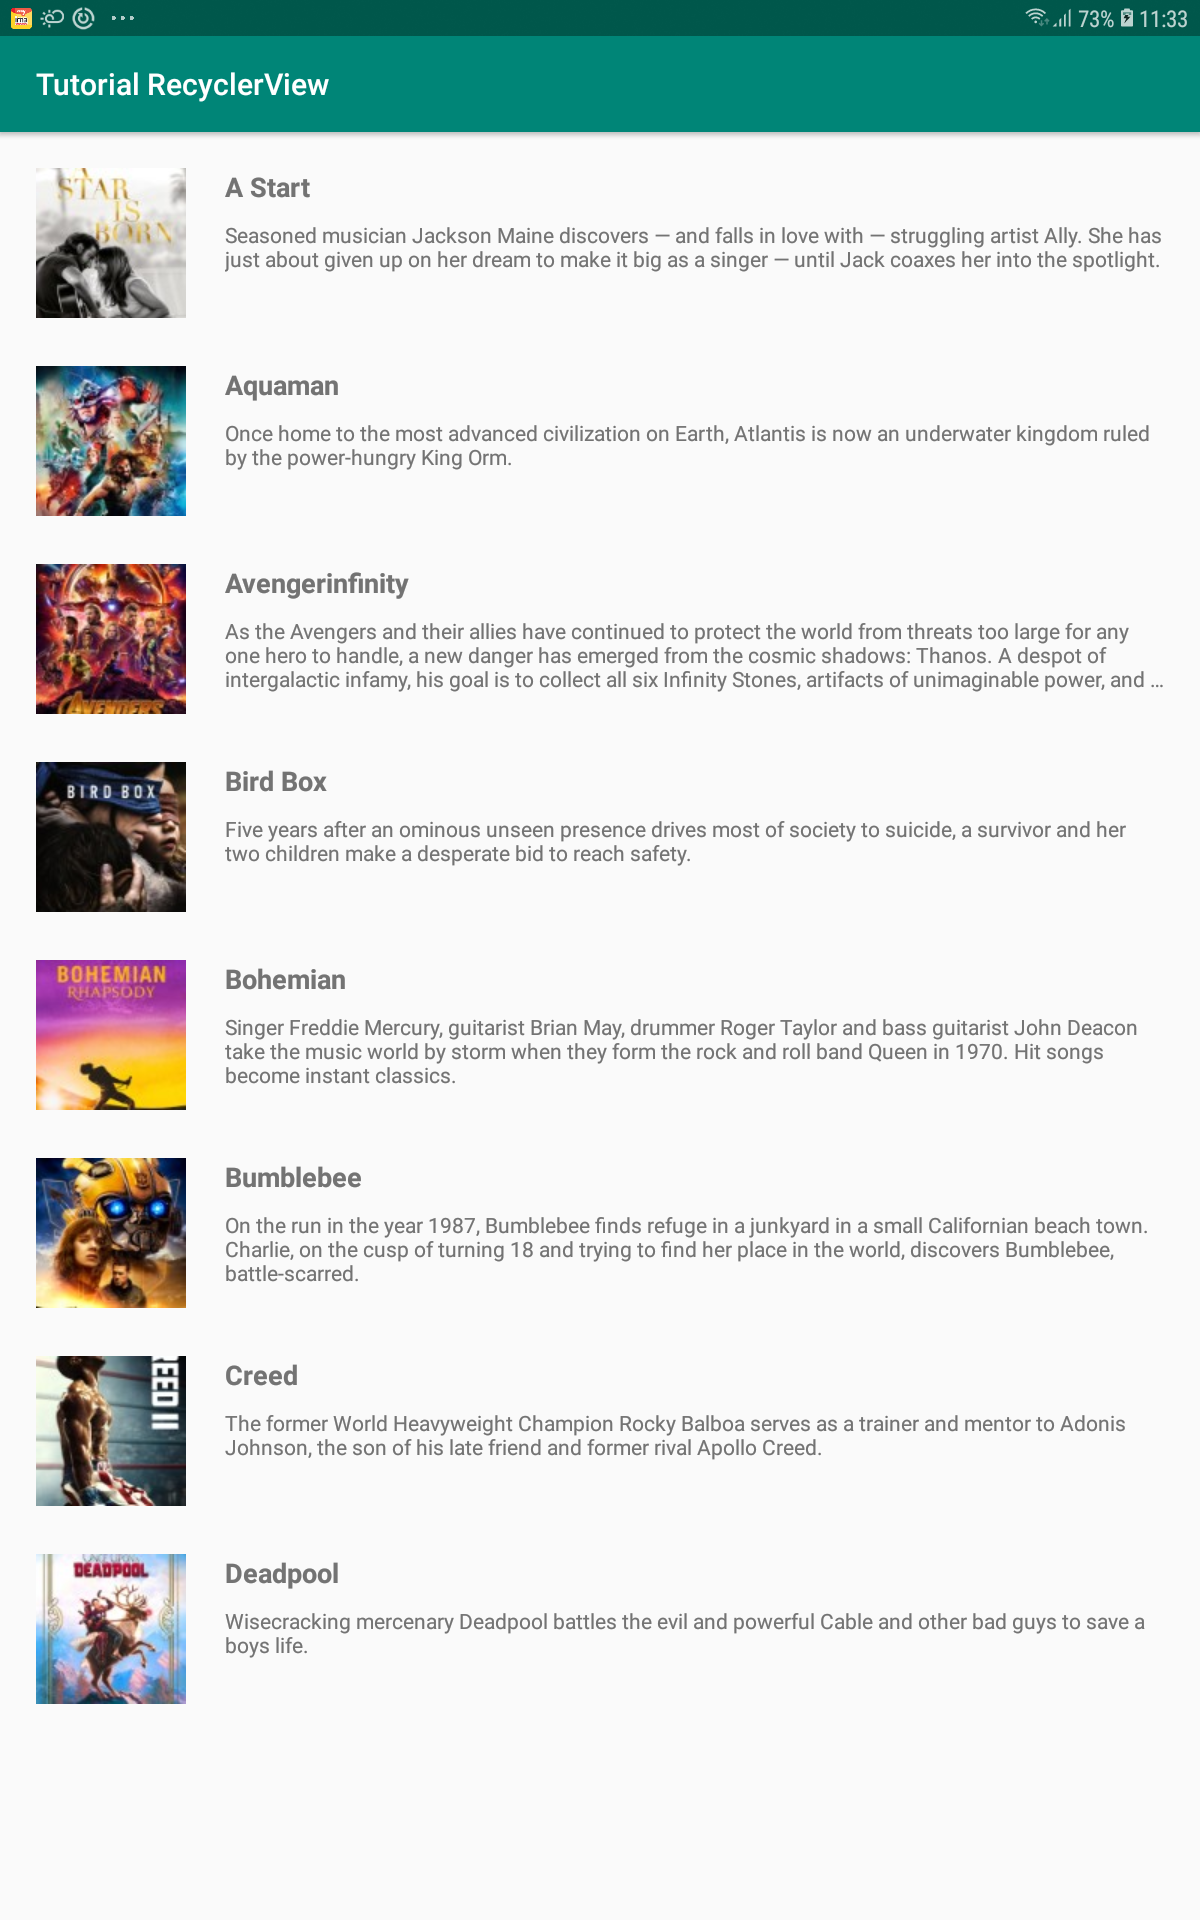 73% 11:33
Tutorial RecyclerView
STAR
IS
BORN
A Start
Seasoned musician Jackson Maine discovers — and falls in love with — struggling artist Ally. She has
just about given up on her dream to make it big as a singer — until Jack coaxes her into the spotlight.
Aquaman
Once home to the most advanced civilization on Earth, Atlantis is now an underwater kingdom ruled
by the power-hungry King Orm.
AVENGERS
Avengerinfinity
As the Avengers and their allies have continued to protect the world from threats too large for any
one hero to handle, a new danger has emerged from the cosmic shadows: Thanos. A despot of
intergalactic infamy, his goal is to collect all six Infinity Stones, artifacts of unimaginable power, and ...
BIRD BOX
Bird Box
Five years after an ominous unseen presence drives most of society to suicide, a survivor and her
two children make a desperate bid to reach safety.
BOHEMIAN
RHAPSODY
Bohemian
Singer Freddie Mercury, guitarist Brian May, drummer Roger Taylor and bass guitarist John Deacon
take the music world by storm when they form the rock and roll band Queen in 1970. Hit songs
become instant classics.
Bumblebee
On the run in the year 1987, Bumblebee finds refuge in a junkyard in a small Californian beach town.
Charlie, on the cusp of turning 18 and trying to find her place in the world, discovers Bumblebee,
battle-scarred.
REED II
Creed
The former World Heavyweight Champion Rocky Balboa serves as a trainer and mentor to Adonis
Johnson, the son of his late friend and former rival Apollo Creed.
DEADPOOL
Deadpool
Wisecracking mercenary Deadpool battles the evil and powerful Cable and other bad guys to save a
boys life.